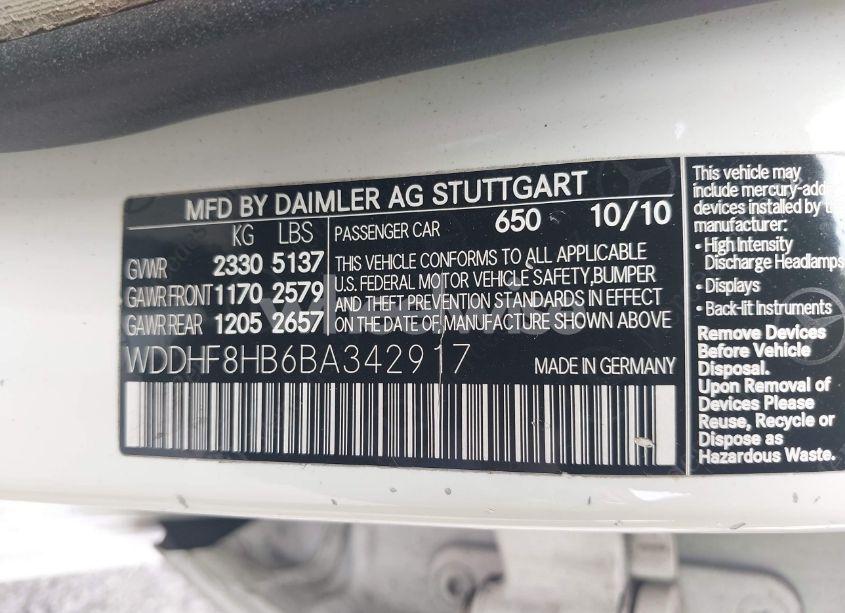 MFD BY DAIMLER AG STUTTGART
KG LBS
GVWR 2330 5137
GAWR FRONT 1170 2579
GAWR REAR 1205 2657
PASSENGER CAR 650 10/10
THIS VEHICLE CONFORMS TO ALL APPLICABLE
U.S. FEDERAL MOTOR VEHICLE SAFETY, BUMPER
AND THEFT PREVENTION STANDARDS IN EFFECT
ON THE DATE OF MANUFACTURE SHOWN ABOVE
WDDHF8HB6BA342917 MADE IN GERMANY
This vehicle may
include mercury-add
devices installed by t
manufacturer:
• High Intensity
Discharge Headlamps
• Displays
• Back-lit Instruments
Remove Devices
Before Vehicle
Disposal.
Upon Removal of
Devices Please
Reuse, Recycle or
Dispose as
Hazardous Waste.